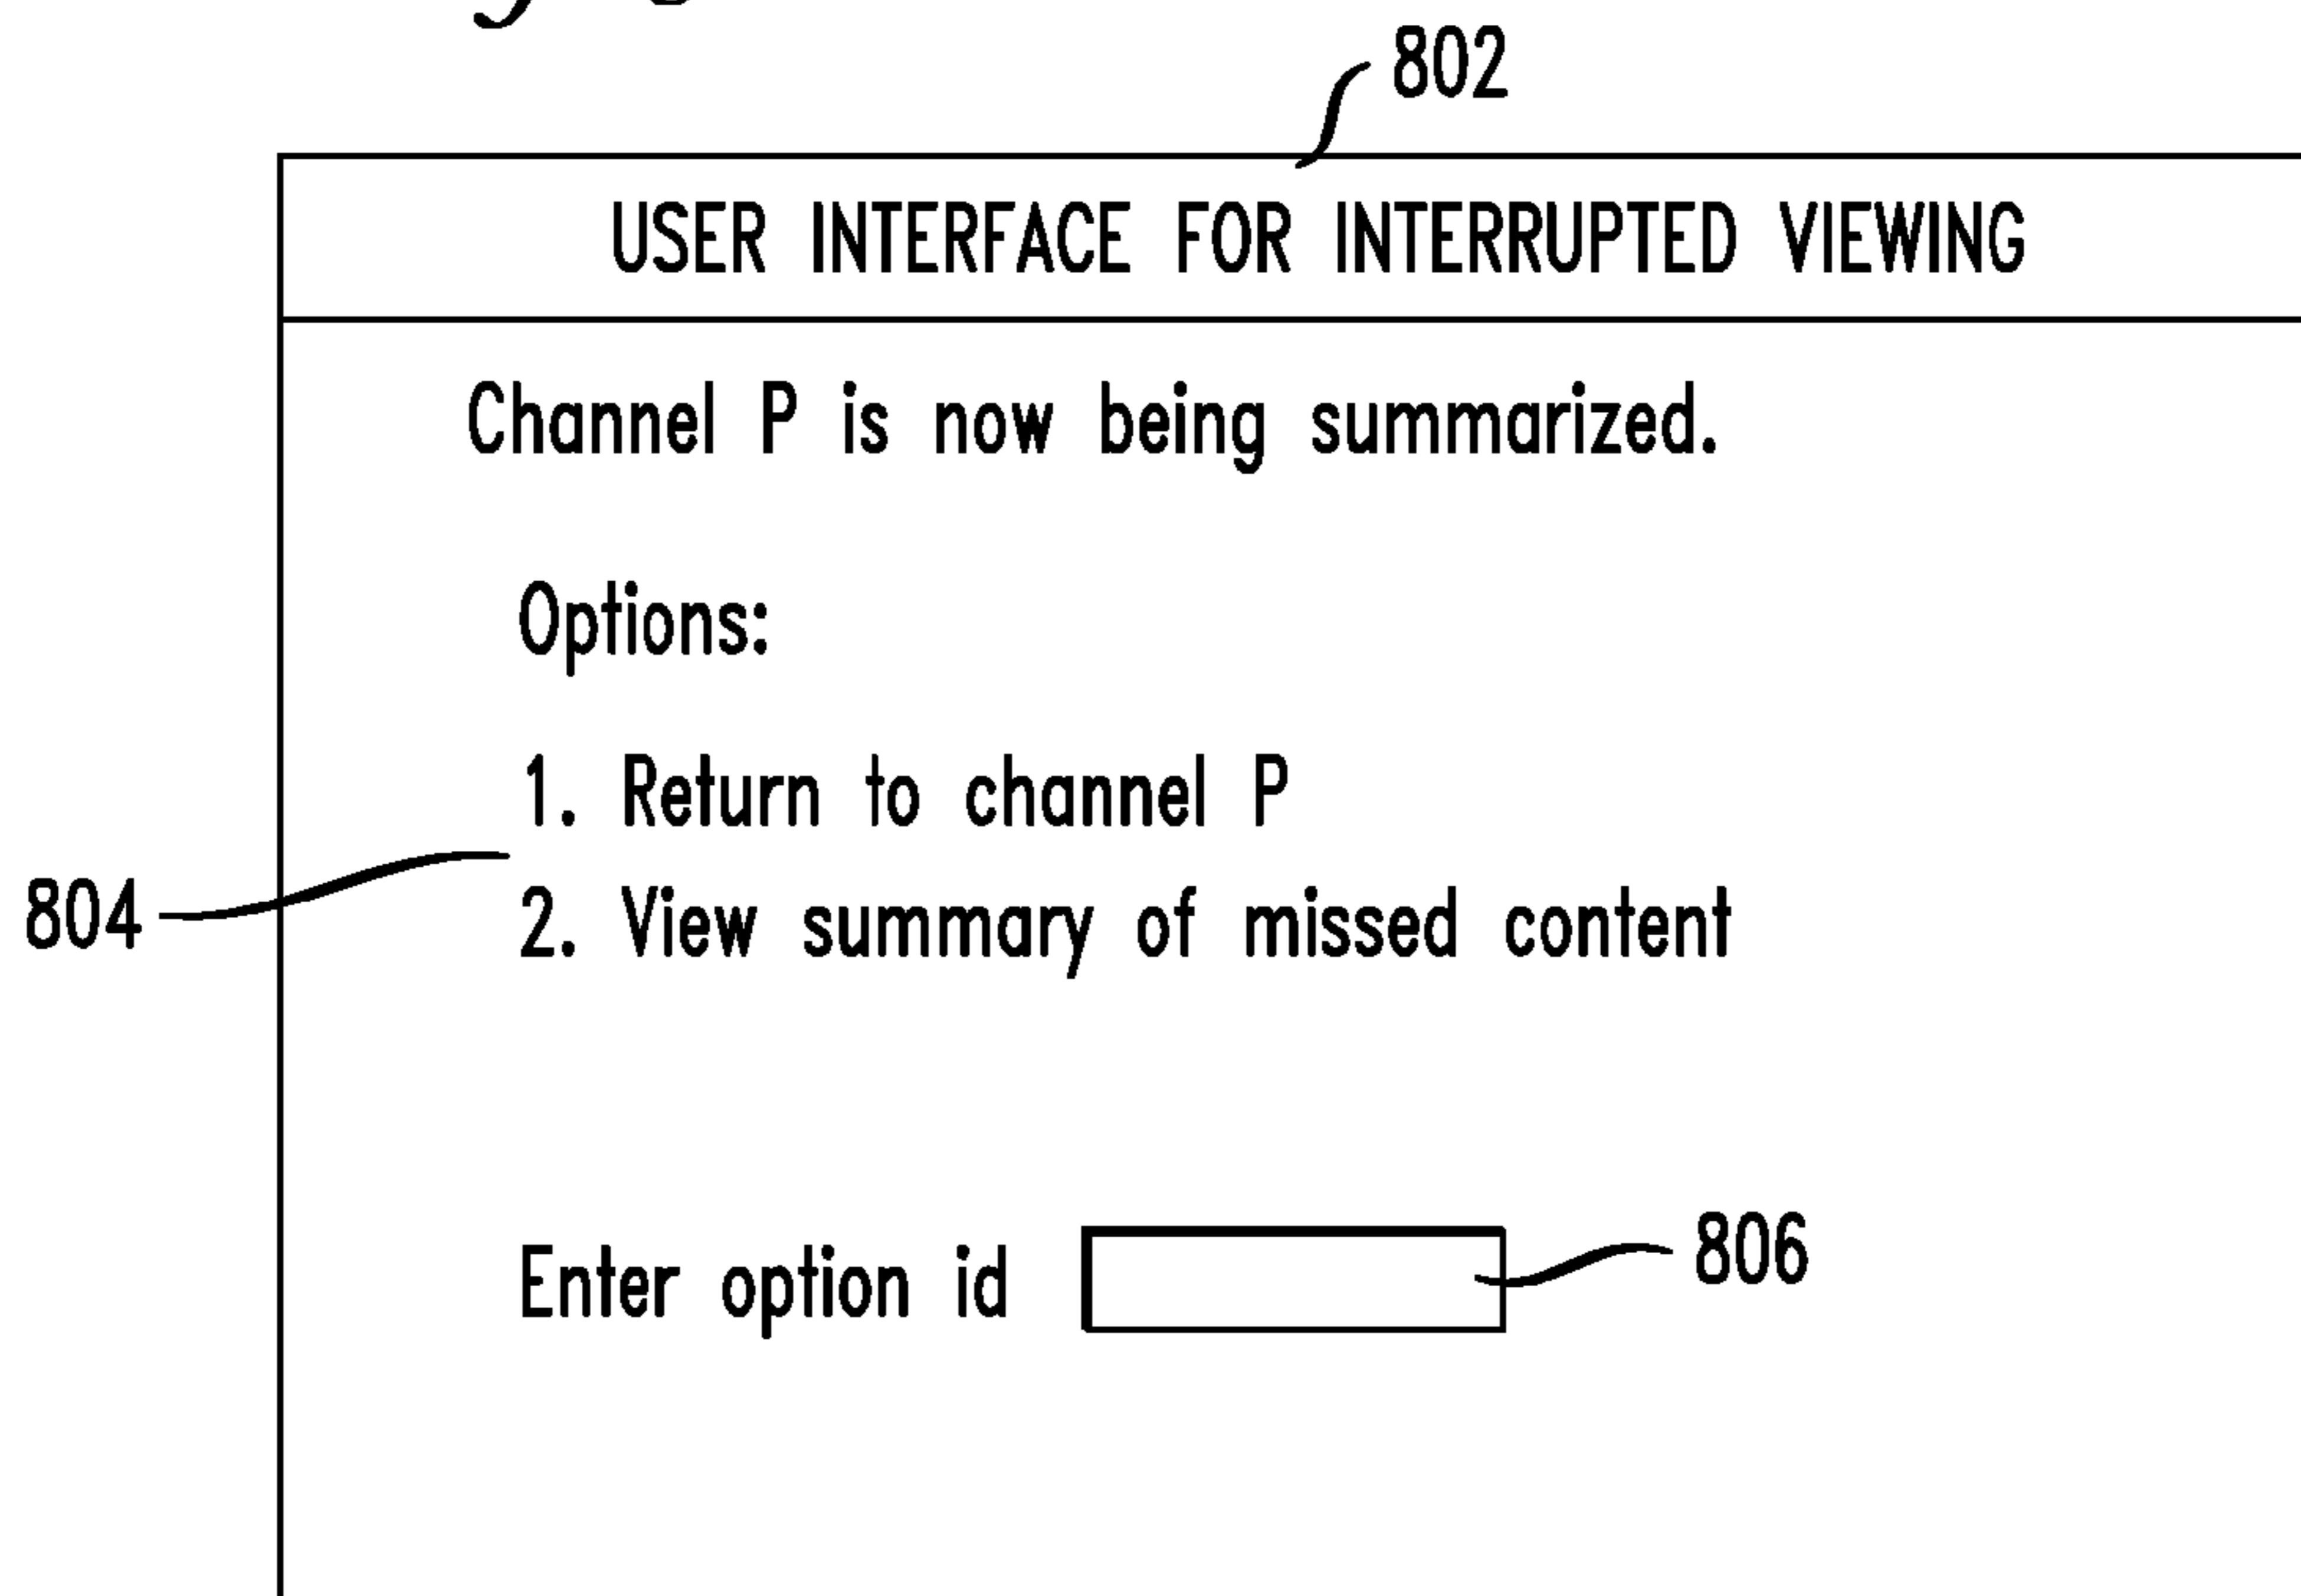 802
USER INTERFACE FOR INTERRUPTED VIEWING
Channel P is now being summarized.
Options:
1. Return to channel P
804
2. View summary of missed content
Enter option id
806